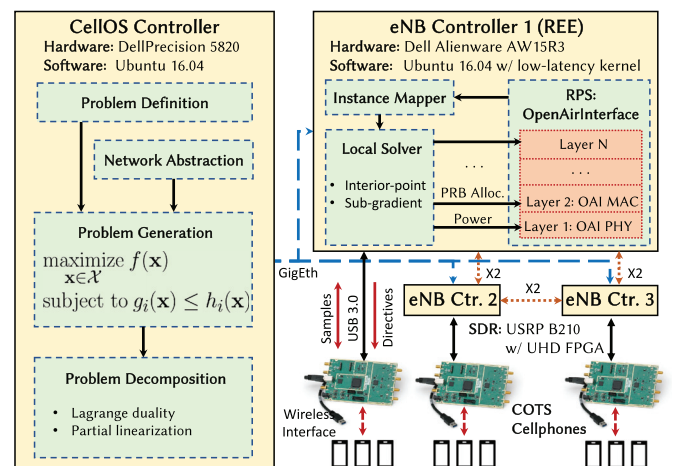 CellOS Controller
Hardware: DellPrecision 5820
Software: Ubuntu 16.04
Problem Definition
Network Abstraction
Problem Generation
maximize f(x)
x∈𝒳
subject to gᵢ(x) ≤ hᵢ(x)
Problem Decomposition
• Lagrange duality
• Partial linearization
eNB Controller 1 (REE)
Hardware: Dell Alienware AW15R3
Software: Ubuntu 16.04 w/ low-latency kernel
Instance Mapper
RPS:
OpenAirInterface
Local Solver
• Interior-point
• Sub-gradient
Layer N
. . .
. . .
PRB Alloc.
Layer 2: OAI MAC
Power
Layer 1: OAI PHY
GigEth
X2
X2
X2
eNB Ctr. 2
eNB Ctr. 3
Samples
USB 3.0
Directives
SDR: USRP B210
w/ UHD FPGA
Wireless
Interface
COTS
Cellphones